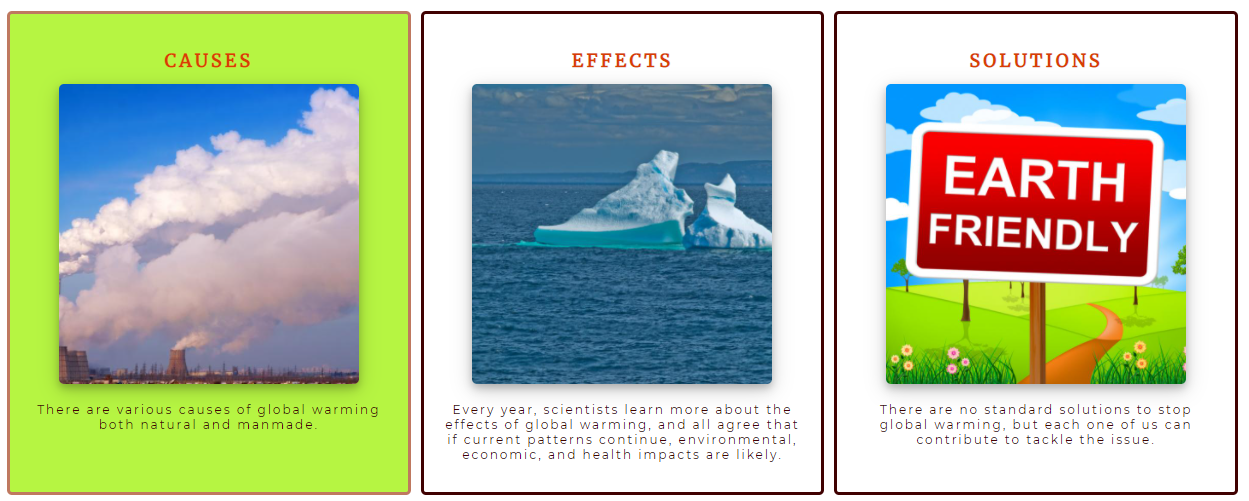 CAUSES
There are various causes of global warming
both natural and manmade.
EFFECTS
Every year, scientists learn more about the
effects of global warming, and all agree that
if current patterns continue, environmental,
economic, and health impacts are likely.
SOLUTIONS
EARTH
FRIENDLY
There are no standard solutions to stop
global warming, but each one of us can
contribute to tackle the issue.